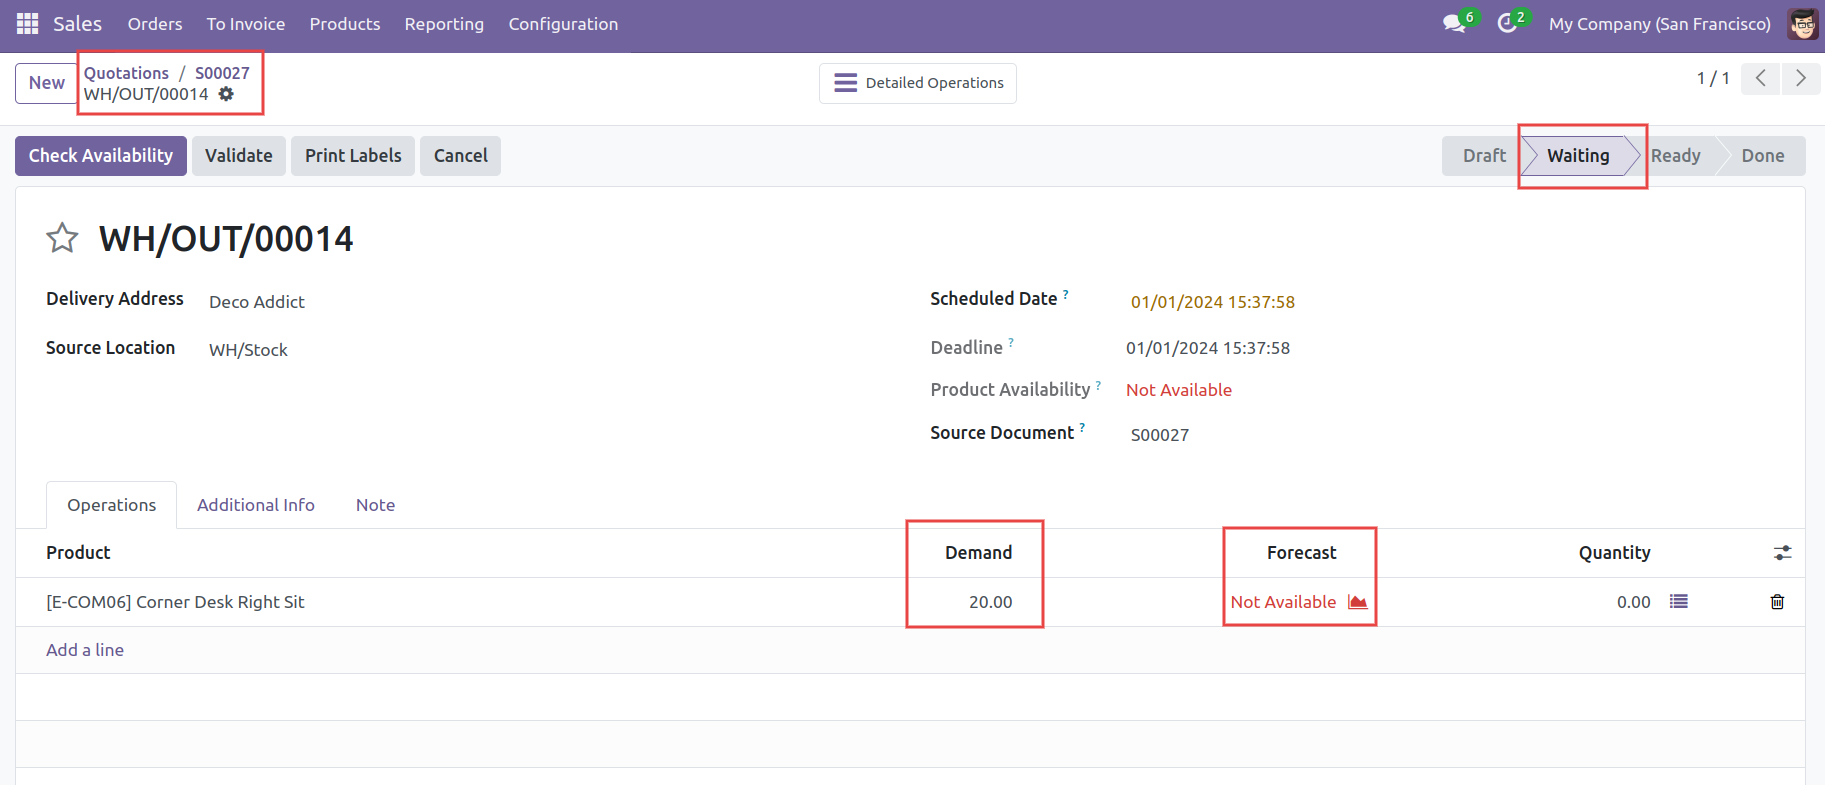 Sales Orders To Invoice Products Reporting Configuration 6 2 My Company (San Francisco)
New Quotations / S00027 Detailed Operations 1 / 1
WH/OUT/00014
Check Availability Validate Print Labels Cancel Draft Waiting Ready Done
WH/OUT/00014
Delivery Address Deco Addict Scheduled Date ? 01/01/2024 15:37:58
Source Location WH/Stock Deadline ? 01/01/2024 15:37:58
Product Availability ? Not Available
Source Document ? S00027
Operations Additional Info Note
Product Demand Forecast Quantity
[E-COM06] Corner Desk Right Sit 20.00 Not Available 0.00
Add a line